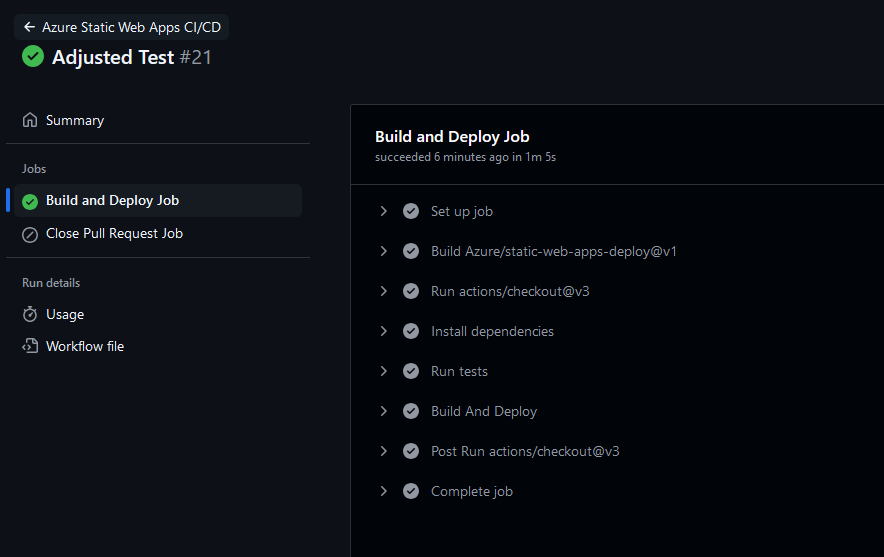 Azure Static Web Apps CI/CD
Adjusted Test #21
Summary
Jobs
Build and Deploy Job
Close Pull Request Job
Run details
Usage
Workflow file
Build and Deploy Job
succeeded 6 minutes ago in 1m 5s
Set up job
Build Azure/static-web-apps-deploy@v1
Run actions/checkout@v3
Install dependencies
Run tests
Build And Deploy
Post Run actions/checkout@v3
Complete job